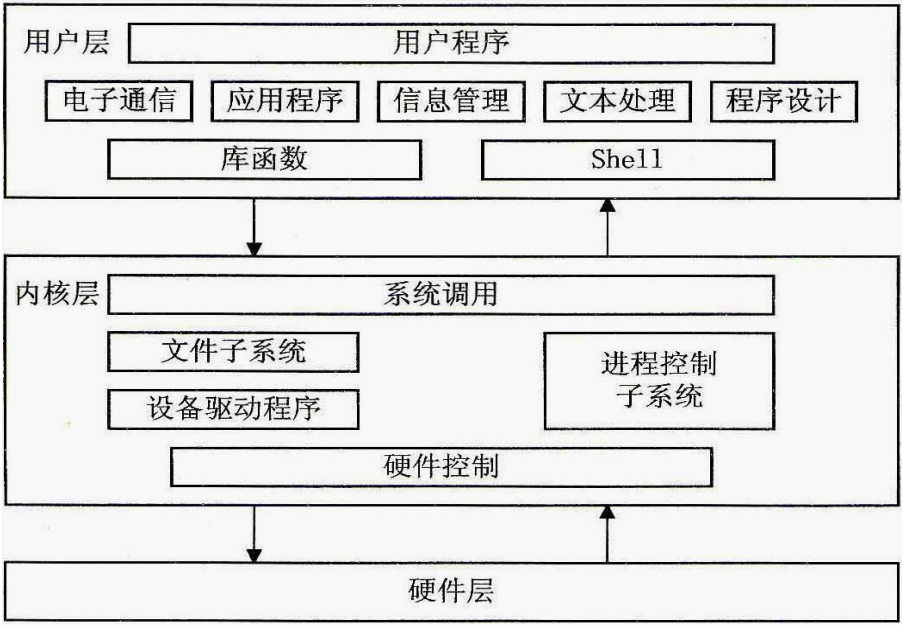 用户层
用户程序
电子通信
应用程序
信息管理
文本处理
程序设计
库函数
Shell
内核层
系统调用
文件子系统
进程控制
子系统
设备驱动程序
硬件控制
硬件层